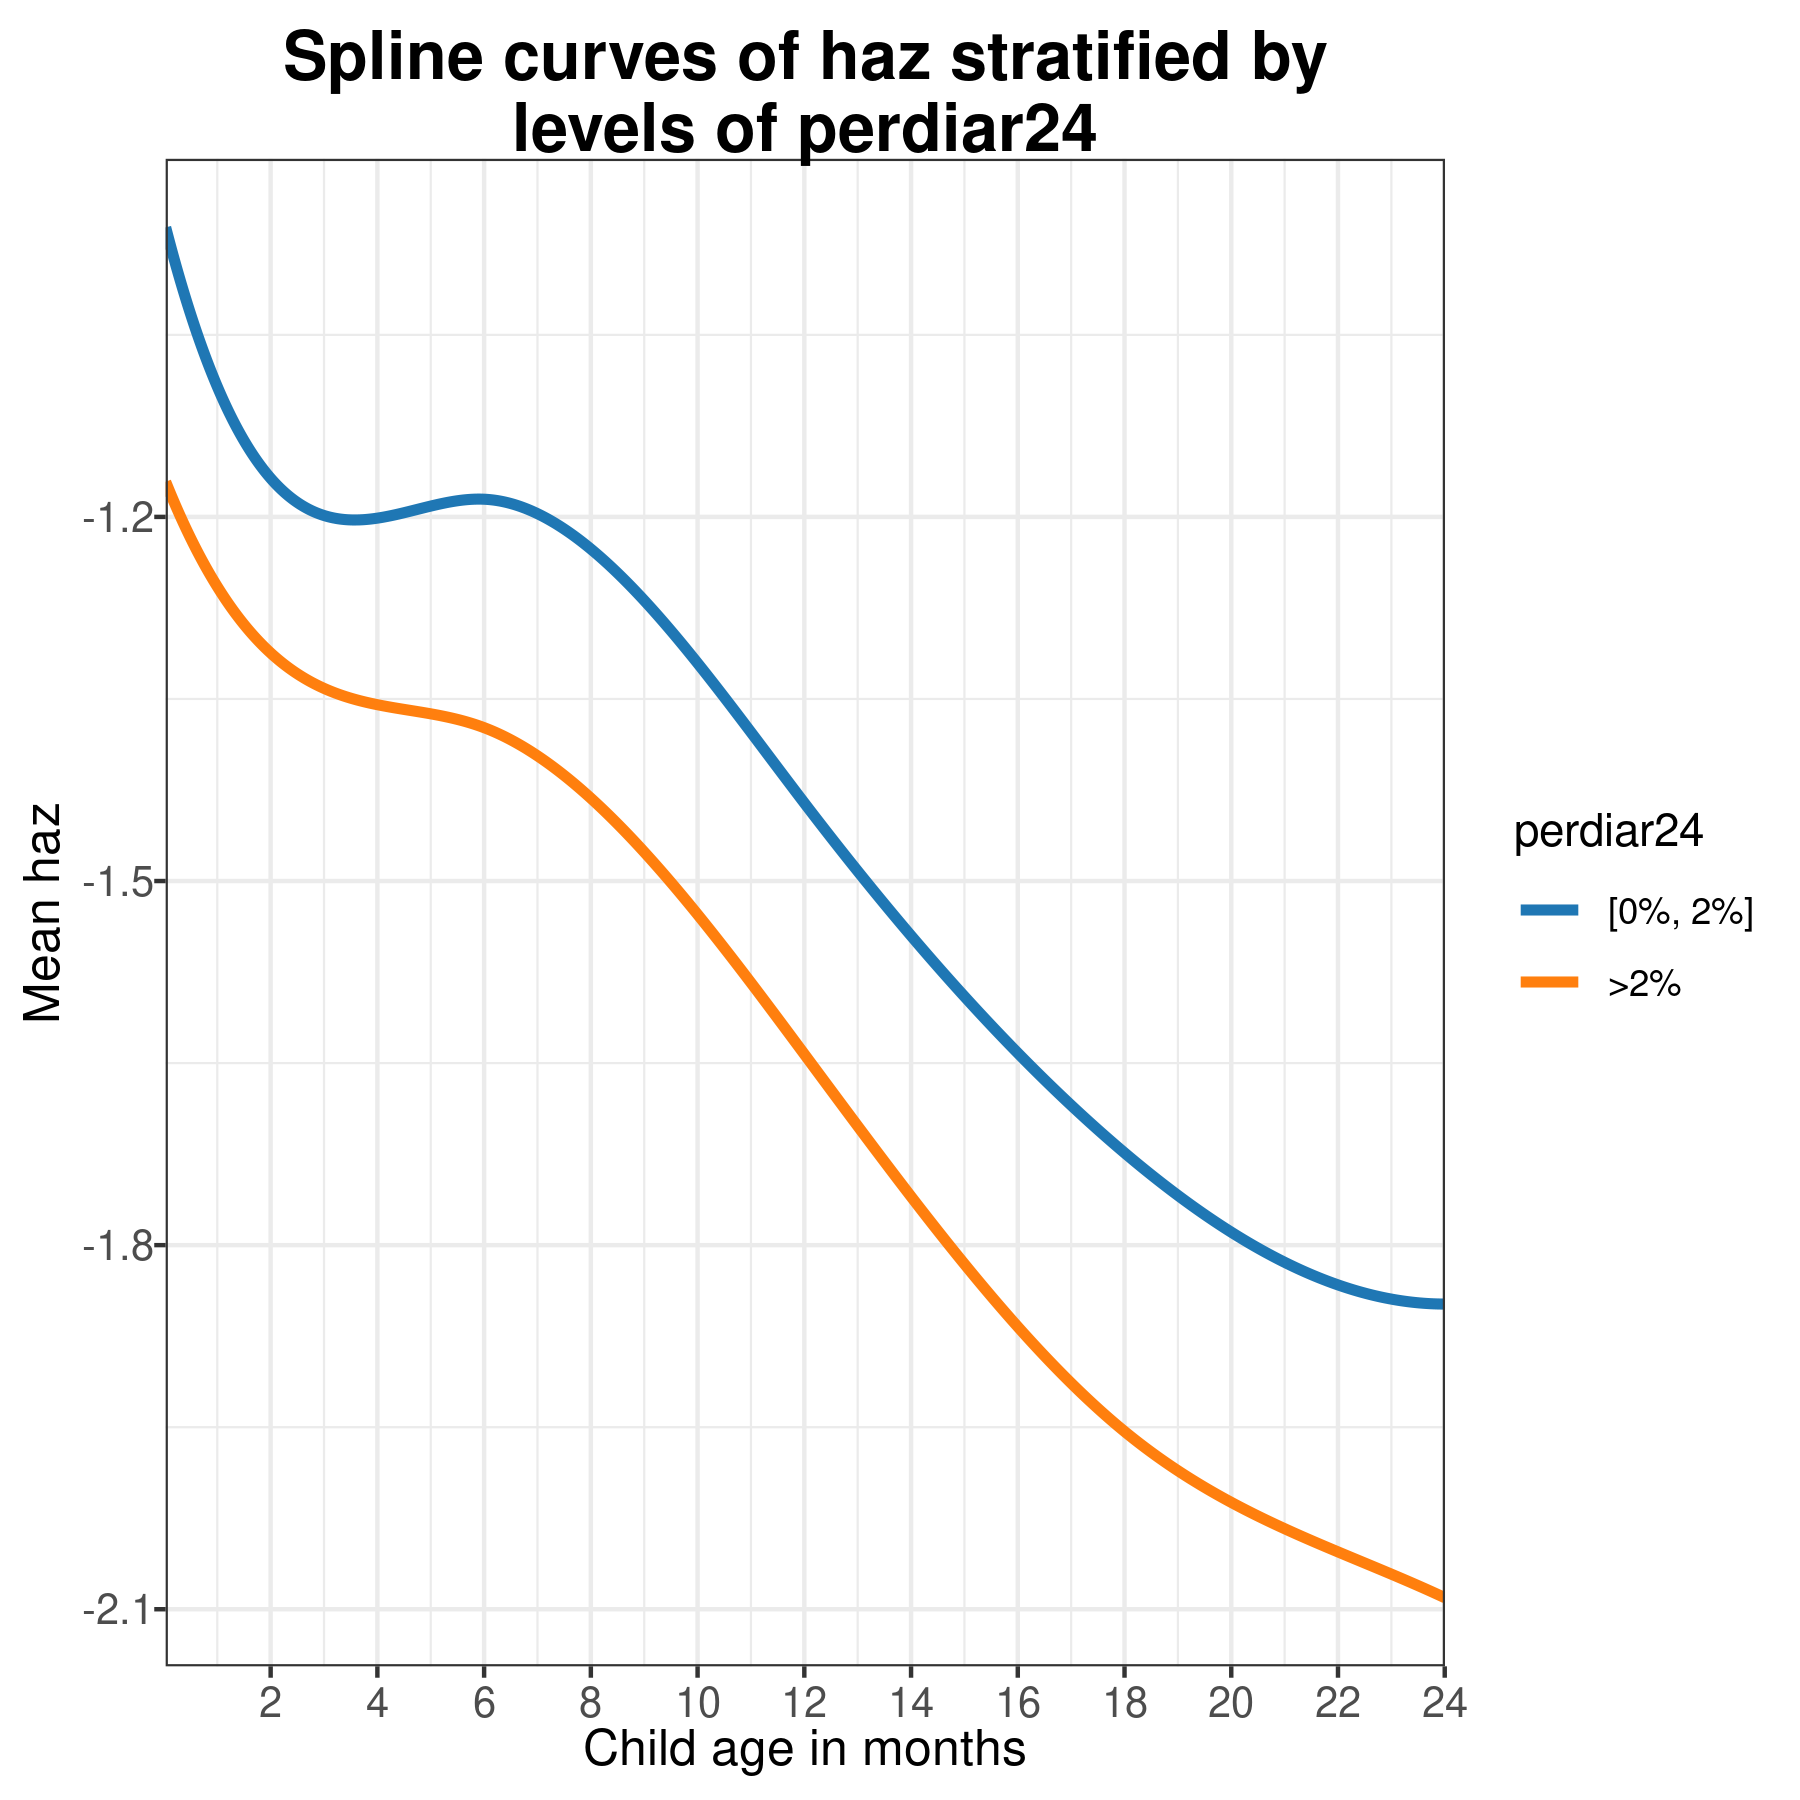 Spline curves of haz stratified by
levels of perdiar24
Mean haz
-1.2
-1.5
-1.8
-2.1
2 4 6 8 10 12 14 16 18 20 22 24
Child age in months
perdiar24
[0%, 2%]
>2%